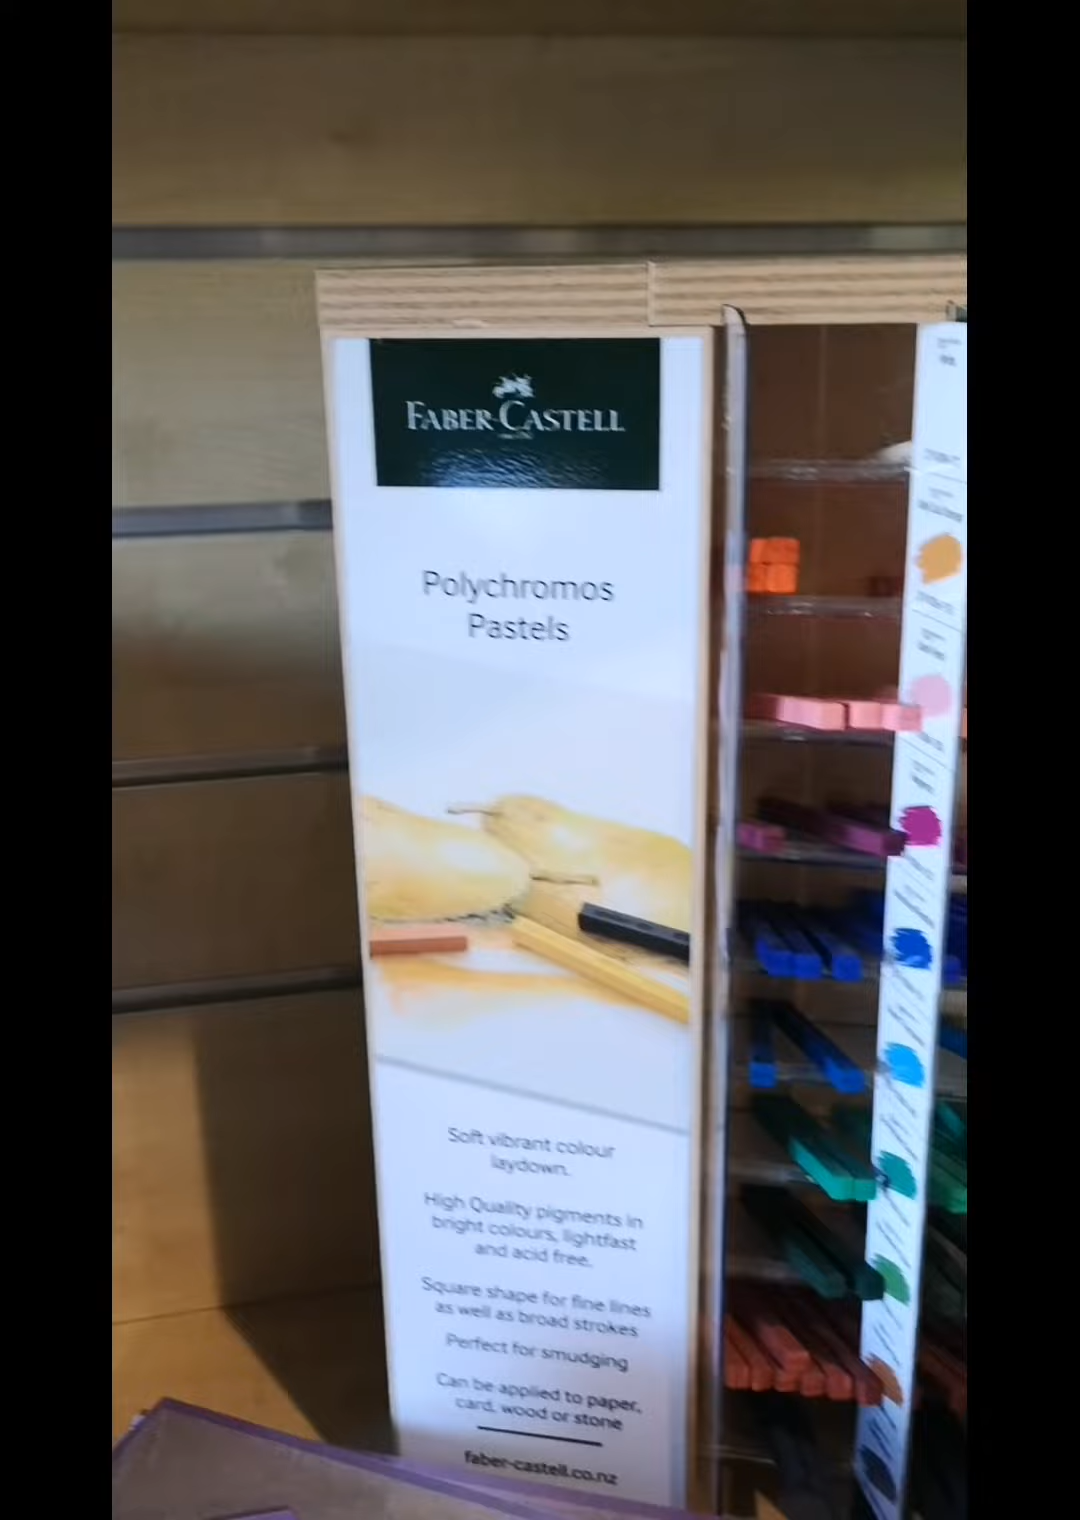 FABER-CASTELL
Polychromos
Pastels
Soft vibrant colour
laydown.
High Quality pigments in
bright colours, lightfast
and acid free.
Square shape for fine lines
as well as broad strokes
Perfect for smudging
Can be applied to paper,
card, wood or stone
faber-castell.co.nz